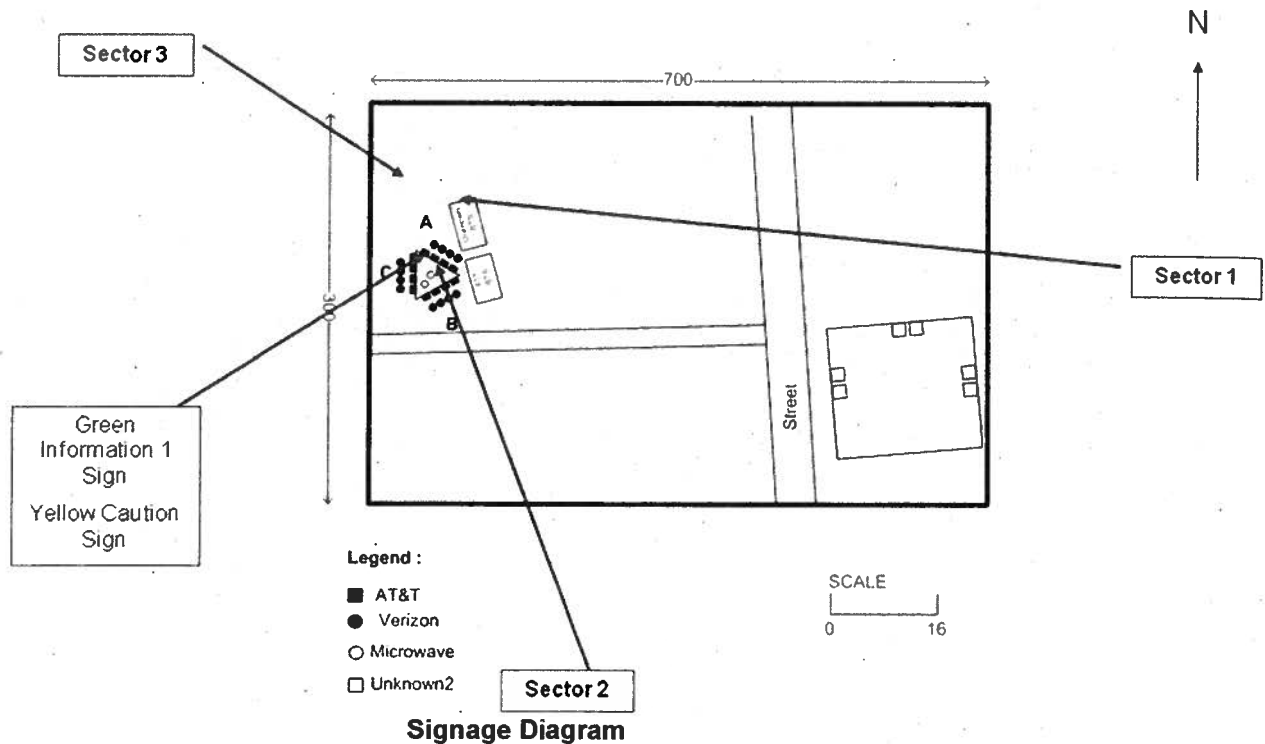 N
Sector 3
700
A
C
300
B
Sector 1
Street
Green
Information 1
Sign
Yellow Caution
Sign
Legend :
AT&T
Verizon
Microwave
Unknown2
SCALE
0 16
Sector 2
Signage Diagram